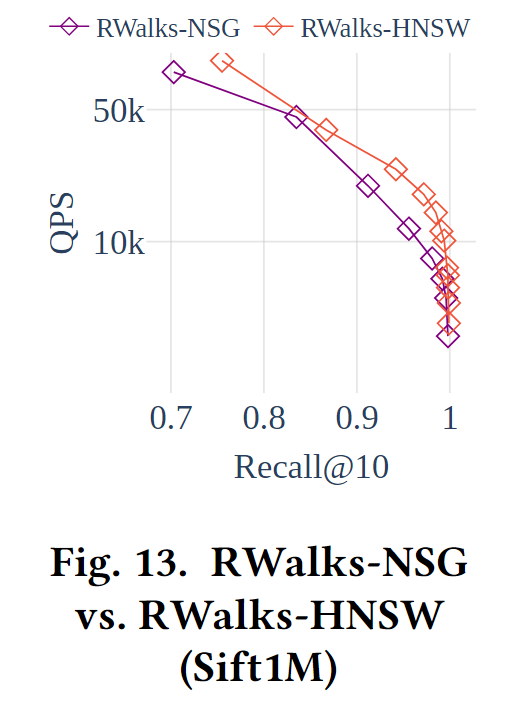 RWalks-NSG RWalks-HNSW
50k
10k
QPS
0.7 0.8 0.9 1
Recall@10
Fig. 13. RWalks-NSG
vs. RWalks-HNSW
(Sift1M)